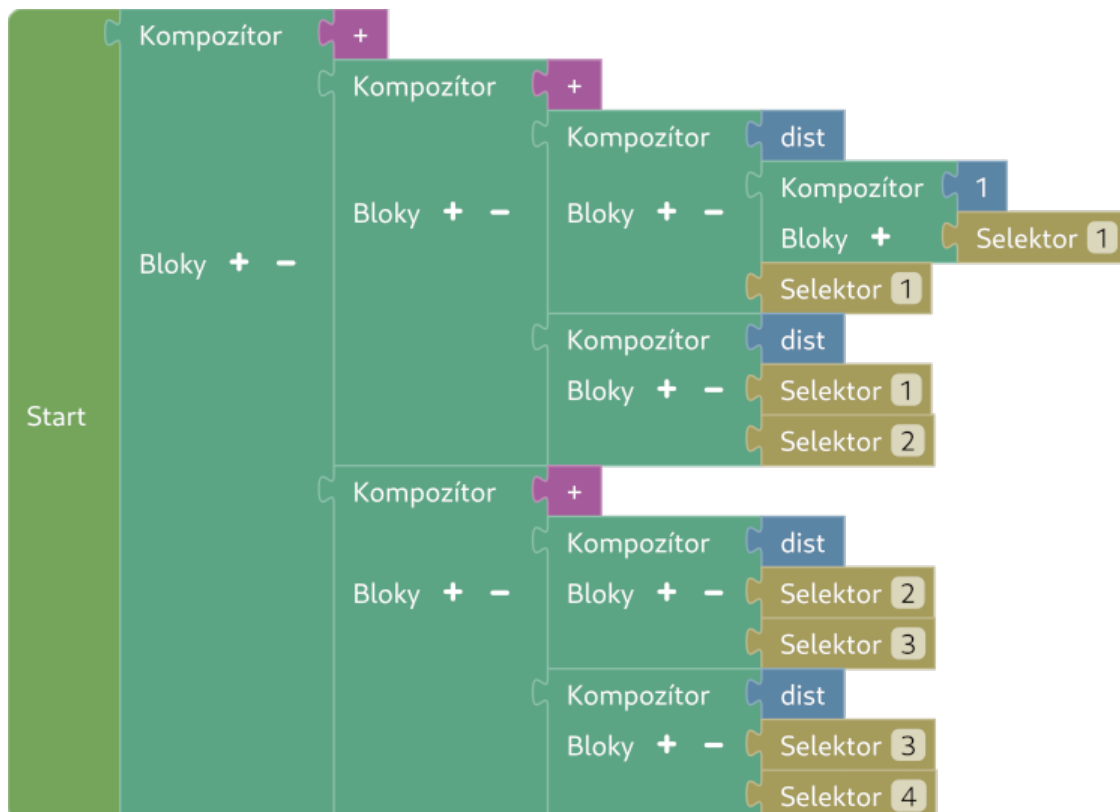 Kompozítor +
Kompozítor +
Kompozítor dist
Kompozítor 1
Bloky + − Bloky + − Bloky + Selektor 1
Bloky + −
Selektor 1
Kompozítor dist
Bloky + − Selektor 1
Start
Selektor 2
Kompozítor +
Kompozítor dist
Bloky + − Bloky + − Selektor 2
Selektor 3
Kompozítor dist
Bloky + − Selektor 3
Selektor 4